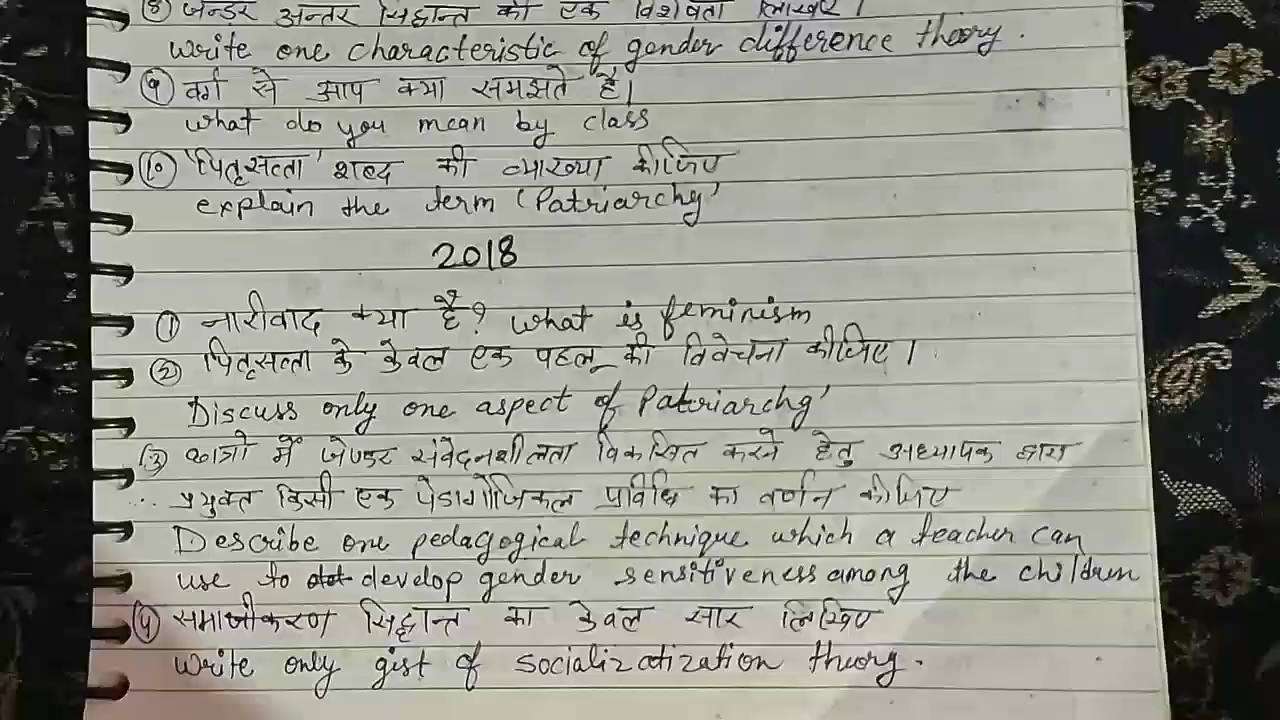 (8) जन्डर अन्तर सिद्धान्त की एक विशेषता लिखिए।
write one characteristic of gender difference theory.
(9) वर्ग से आप क्या समझते है।
what do you mean by class
(10) 'पितृसत्ता' शब्द की व्याख्या कीजिए
explain the term (Patriarchy'
2018
(1) नारीवाद क्या है? what is feminism
(2) पितृसत्ता के केवल एक पहलू की विवेचना कीजिए।
Discuss only one aspect of Patriarchy'
(3) छात्रो में जेण्डर संवेदनशीलता विकसित करने हेतु अध्यापक द्वारा
.. प्रयुक्त किसी एक पेडागोजिकल प्रविधि का वर्णन कीजिए
Describe one pedagogical technique which a teacher can
use to develop gender sensitiveness among the children
(4) समाजीकरण सिद्धान्त का केवल सार लिखिए
write only gist of socializatization theory.